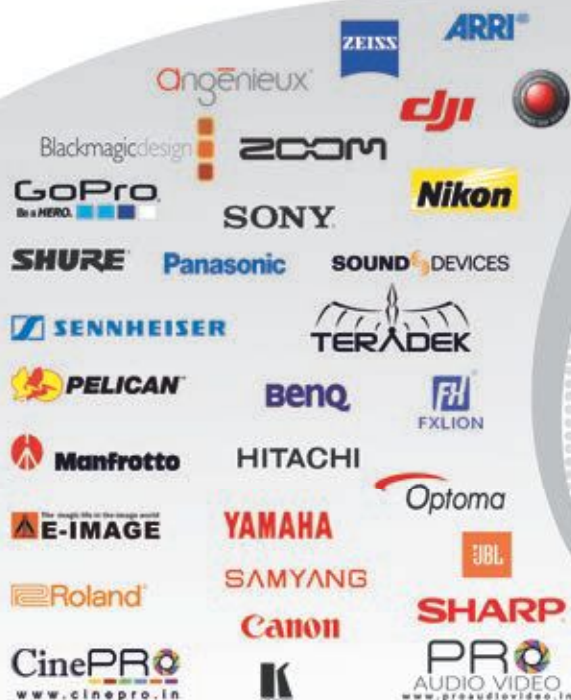 ZEISS
ARRI
angēnieux
dji
Blackmagicdesign
ZOOM
GoPro
Be a HERO.
Nikon
SONY
SHURE
Panasonic
SOUND DEVICES
SENNHEISER
TERADEK
PELICAN
BenQ
FXLION
Manfrotto
HITACHI
Optoma
The magic life in the image world
E-IMAGE
YAMAHA
JBL
SAMYANG
Roland
SHARP
Canon
CinePRO
www.cinepro.in
K
PRO
AUDIO VIDEO
www.proaudiovideo.in